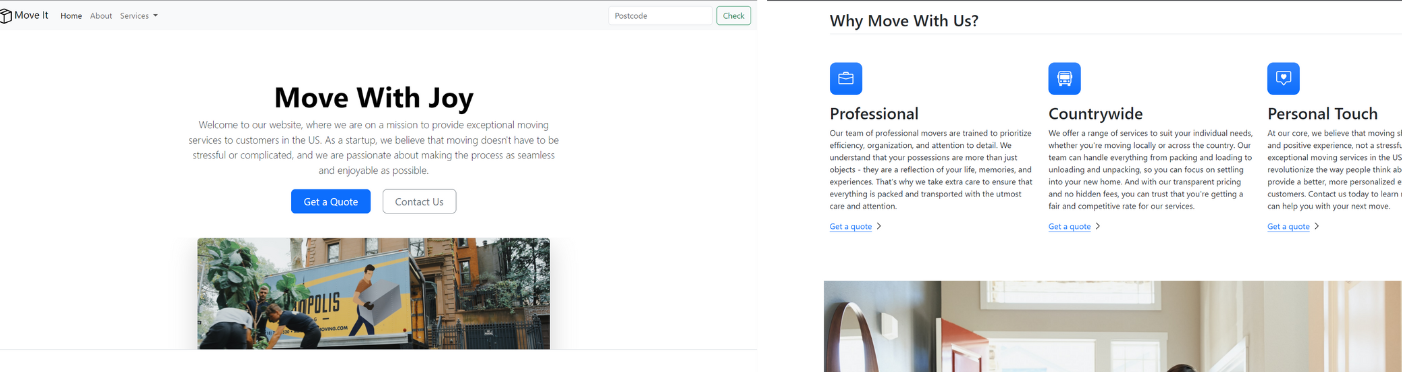 Move It Home About Services Postcode Check
Move With Joy
Welcome to our website, where we are on a mission to provide exceptional moving
services to customers in the US. As a startup, we believe that moving doesn't have to be
stressful or complicated, and we are passionate about making the process as seamless
and enjoyable as possible.
Get a Quote Contact Us
OPOLIS
MOVING.COM
Why Move With Us?
Professional
Our team of professional movers are trained to prioritize
efficiency, organization, and attention to detail. We
understand that your possessions are more than just
objects - they are a reflection of your life, memories, and
experiences. That's why we take extra care to ensure that
everything is packed and transported with the utmost
care and attention.
Get a quote
Countrywide
We offer a range of services to suit your individual needs,
whether you're moving locally or across the country. Our
team can handle everything from packing and loading to
unloading and unpacking, so you can focus on settling
into your new home. And with our transparent pricing
and no hidden fees, you can trust that you're getting a
fair and competitive rate for our services.
Get a quote
Personal Touch
At our core, we believe that moving s
and positive experience, not a stressfu
exceptional moving services in the US
revolutionize the way people think ab
provide a better, more personalized e
customers. Contact us today to learn
can help you with your next move.
Get a quote